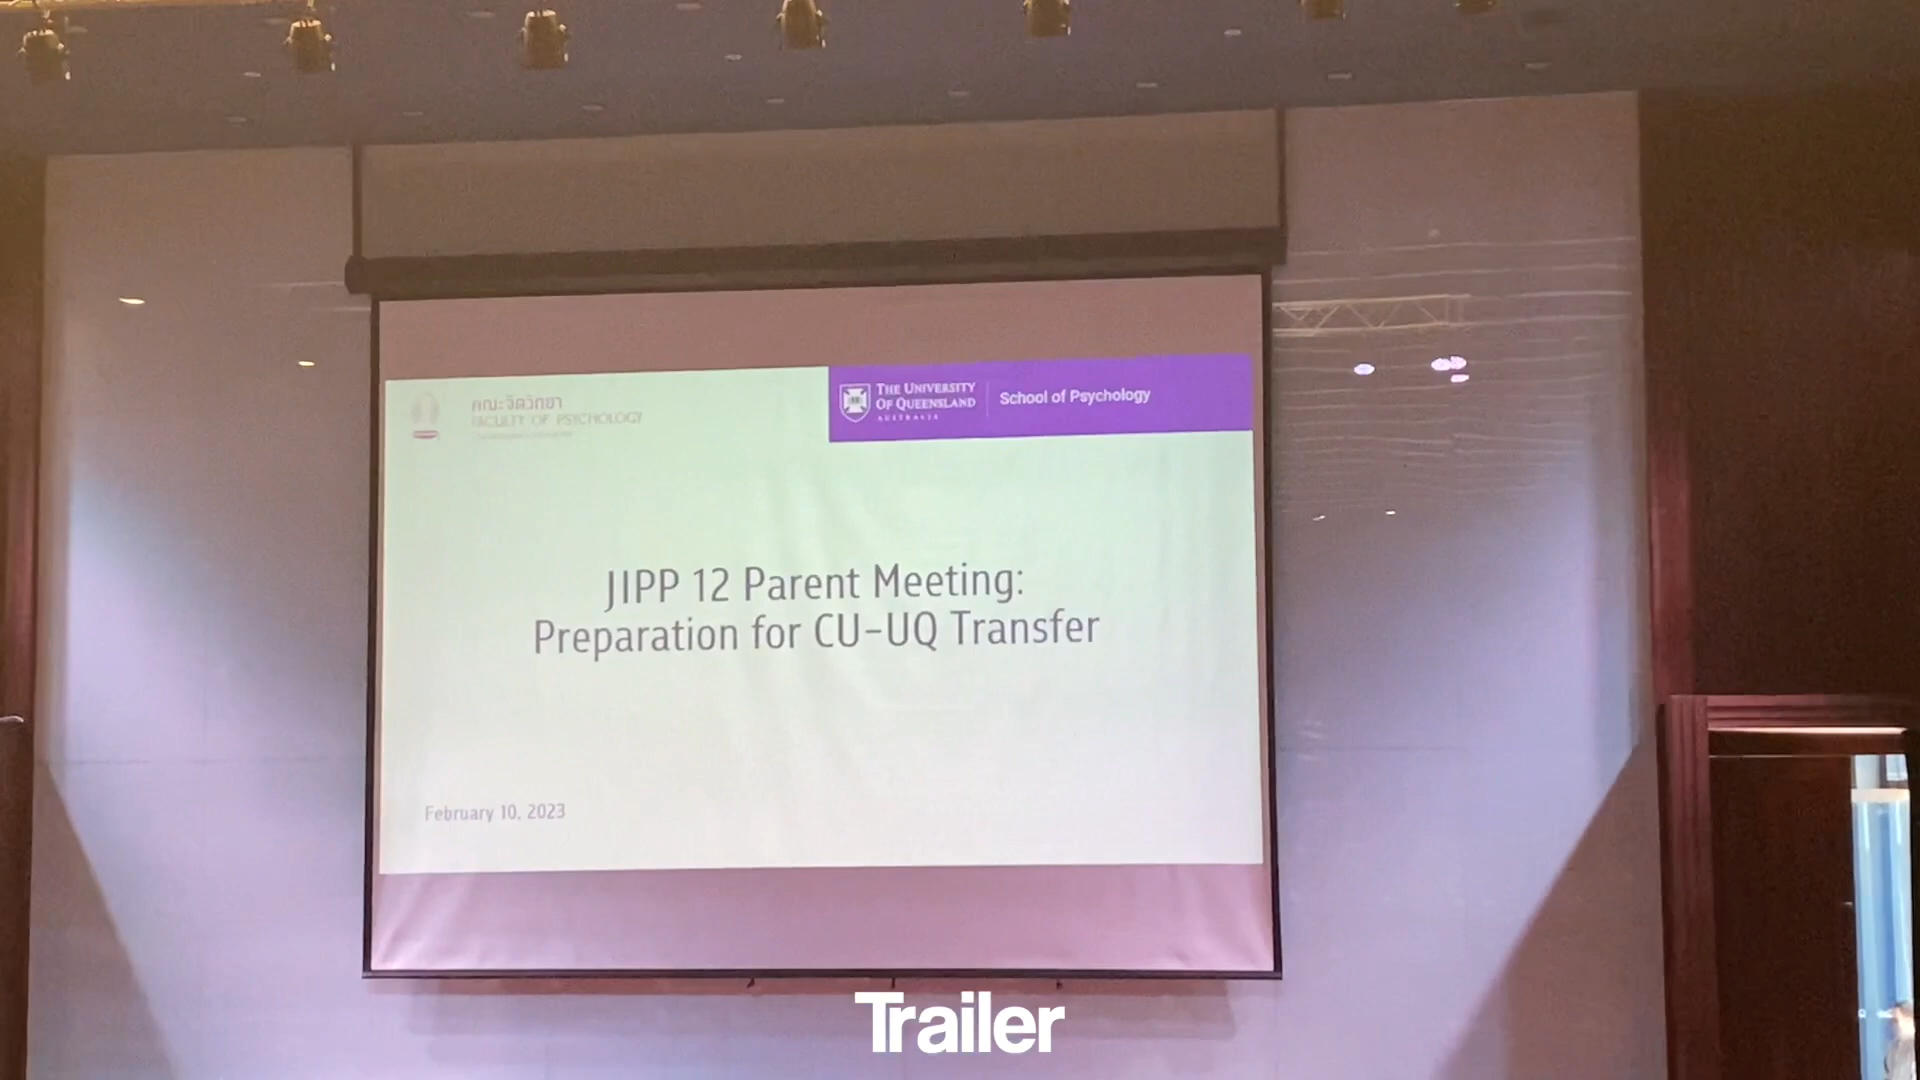 คณะจิตวิทยา
FACULTY OF PSYCHOLOGY
THE UNIVERSITY
OF QUEENSLAND
AUSTRALIA
School of Psychology
JIPP 12 Parent Meeting:
Preparation for CU-UQ Transfer
February 10, 2023
Trailer